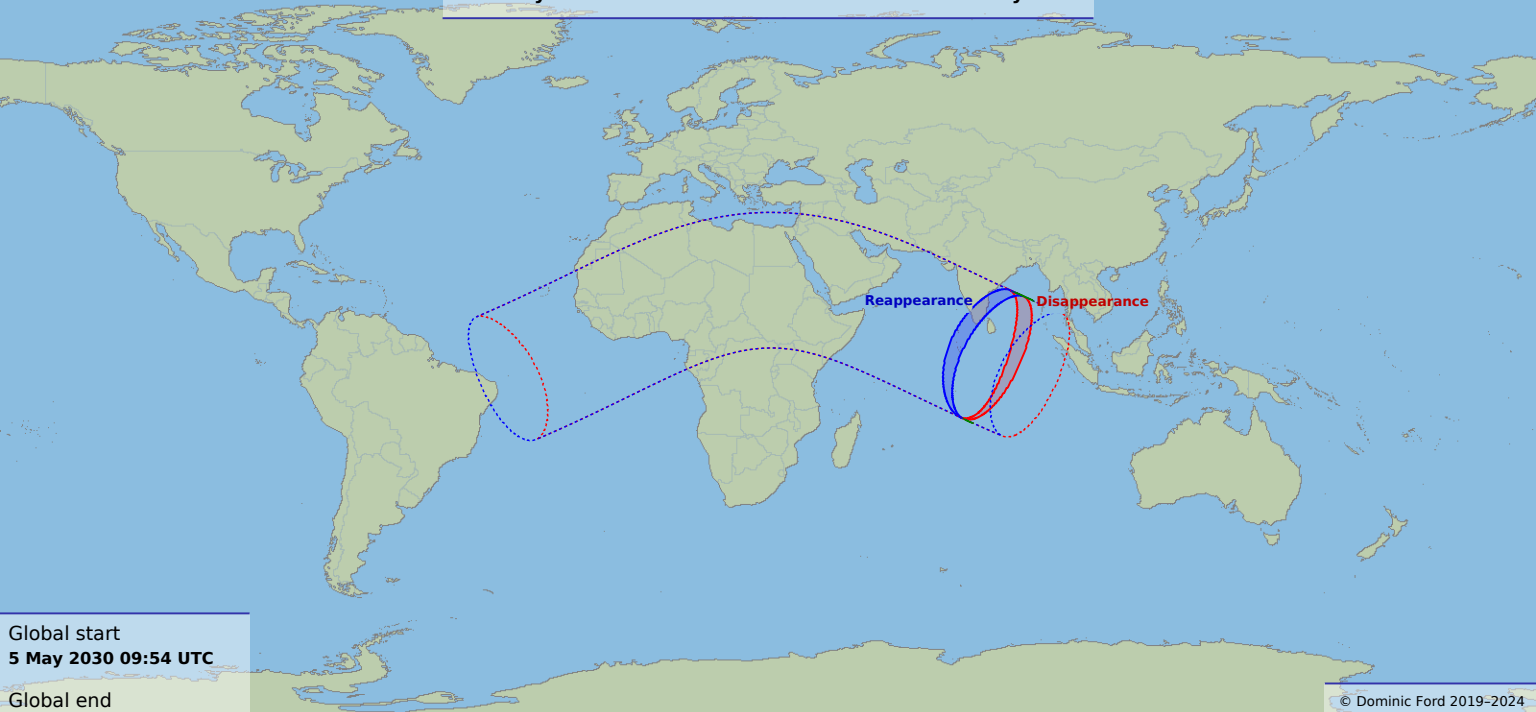 Reappearance
Disappearance
Global start
5 May 2030 09:54 UTC
Global end
© Dominic Ford 2019–2024